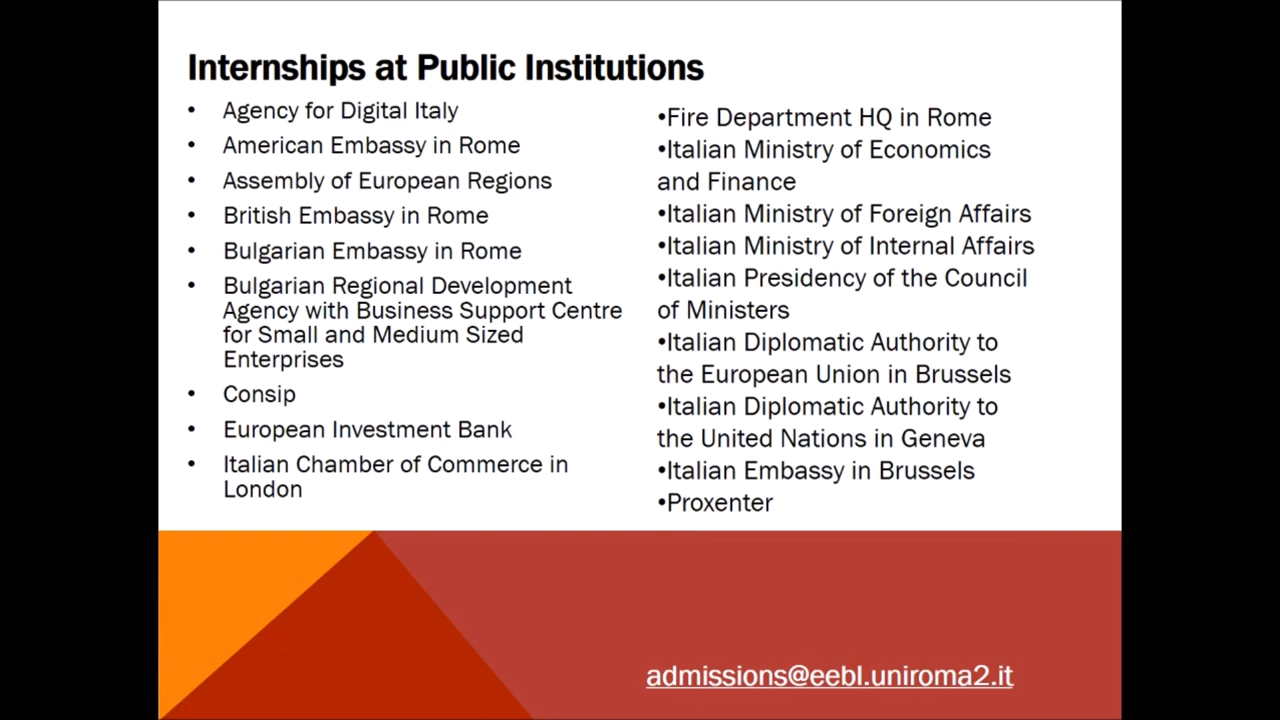 Internships at Public Institutions
• Agency for Digital Italy
• American Embassy in Rome
• Assembly of European Regions
• British Embassy in Rome
• Bulgarian Embassy in Rome
• Bulgarian Regional Development
Agency with Business Support Centre
for Small and Medium Sized
Enterprises
• Consip
• European Investment Bank
• Italian Chamber of Commerce in
London
•Fire Department HQ in Rome
•Italian Ministry of Economics
and Finance
•Italian Ministry of Foreign Affairs
•Italian Ministry of Internal Affairs
•Italian Presidency of the Council
of Ministers
•Italian Diplomatic Authority to
the European Union in Brussels
•Italian Diplomatic Authority to
the United Nations in Geneva
•Italian Embassy in Brussels
•Proxenter
admissions@eebl.uniroma2.it